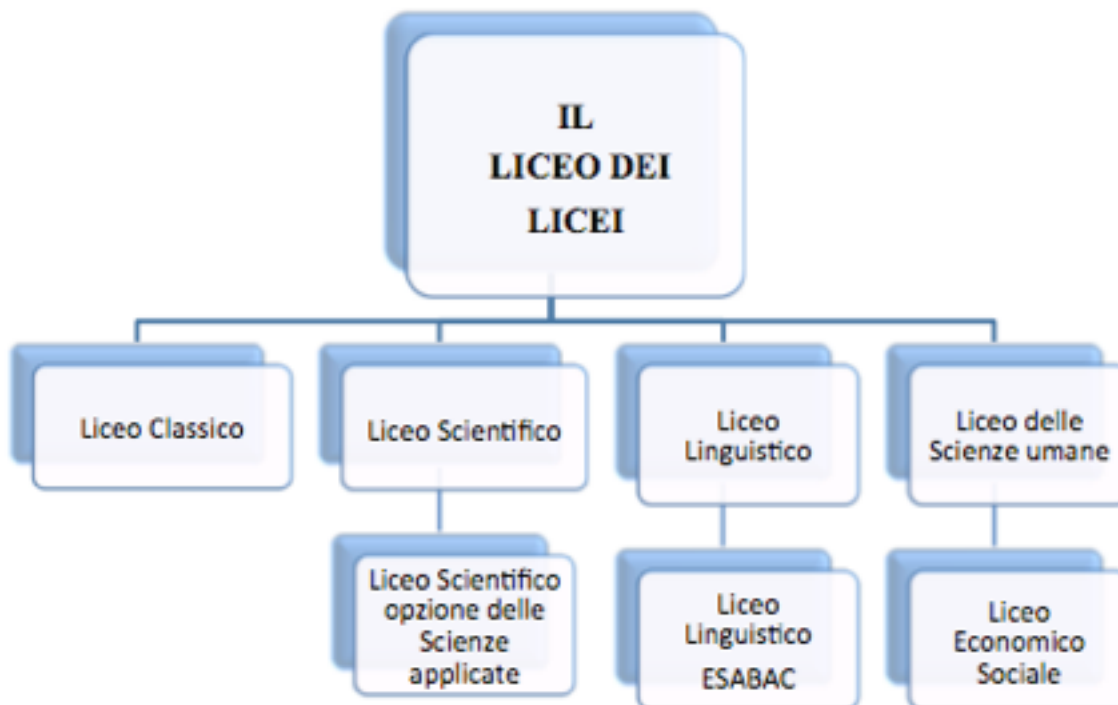 IL
LICEO DEI
LICEI
Liceo Classico
Liceo Scientifico
Liceo
Linguistico
Liceo delle
Scienze umane
Liceo Scientifico
opzione delle
Scienze
applicate
Liceo
Linguistico
ESABAC
Liceo
Economico
Sociale